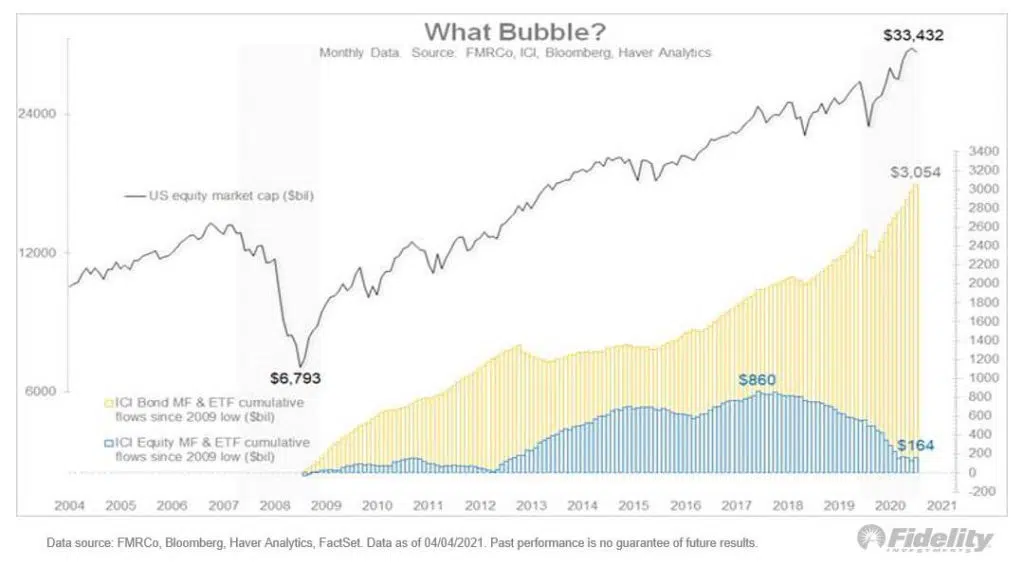 What Bubble?
Monthly Data. Source: FMRCo, ICI, Bloomberg, Haver Analytics
$33,432
24000
3400
3200
$3,054
3000
US equity market cap ($bil)
2800
2600
2400
12000
2200
2000
1800
1600
1400
$6,793
1200
6000
$860
1000
ICI Bond MF & ETF cumulative
flows since 2009 low ($bil)
800
600
ICI Equity MF & ETF cumulative
flows since 2009 low ($bil)
400
$164
200
0
-200
2004 2005 2006 2007 2008 2009 2010 2011 2012 2013 2014 2015 2016 2017 2018 2019 2020 2021
Data source: FMRCo, Bloomberg, Haver Analytics, FactSet. Data as of 04/04/2021. Past performance is no guarantee of future results.
Fidelity
INVESTMENTS